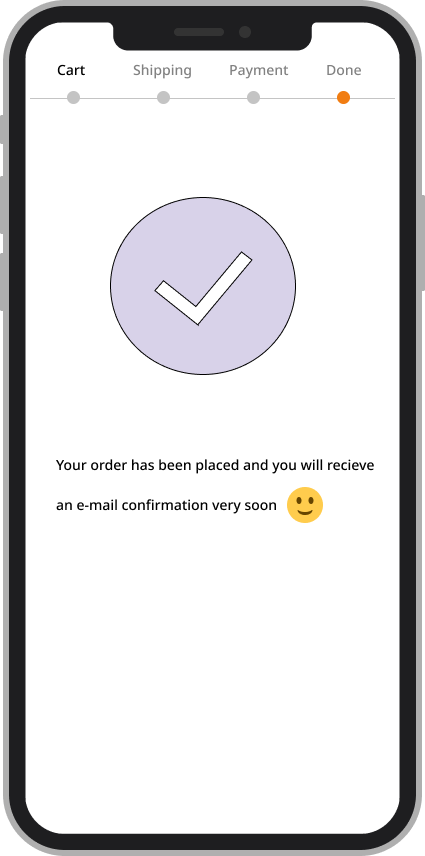 Cart Shipping Payment Done
Your order has been placed and you will recieve
an e-mail confirmation very soon